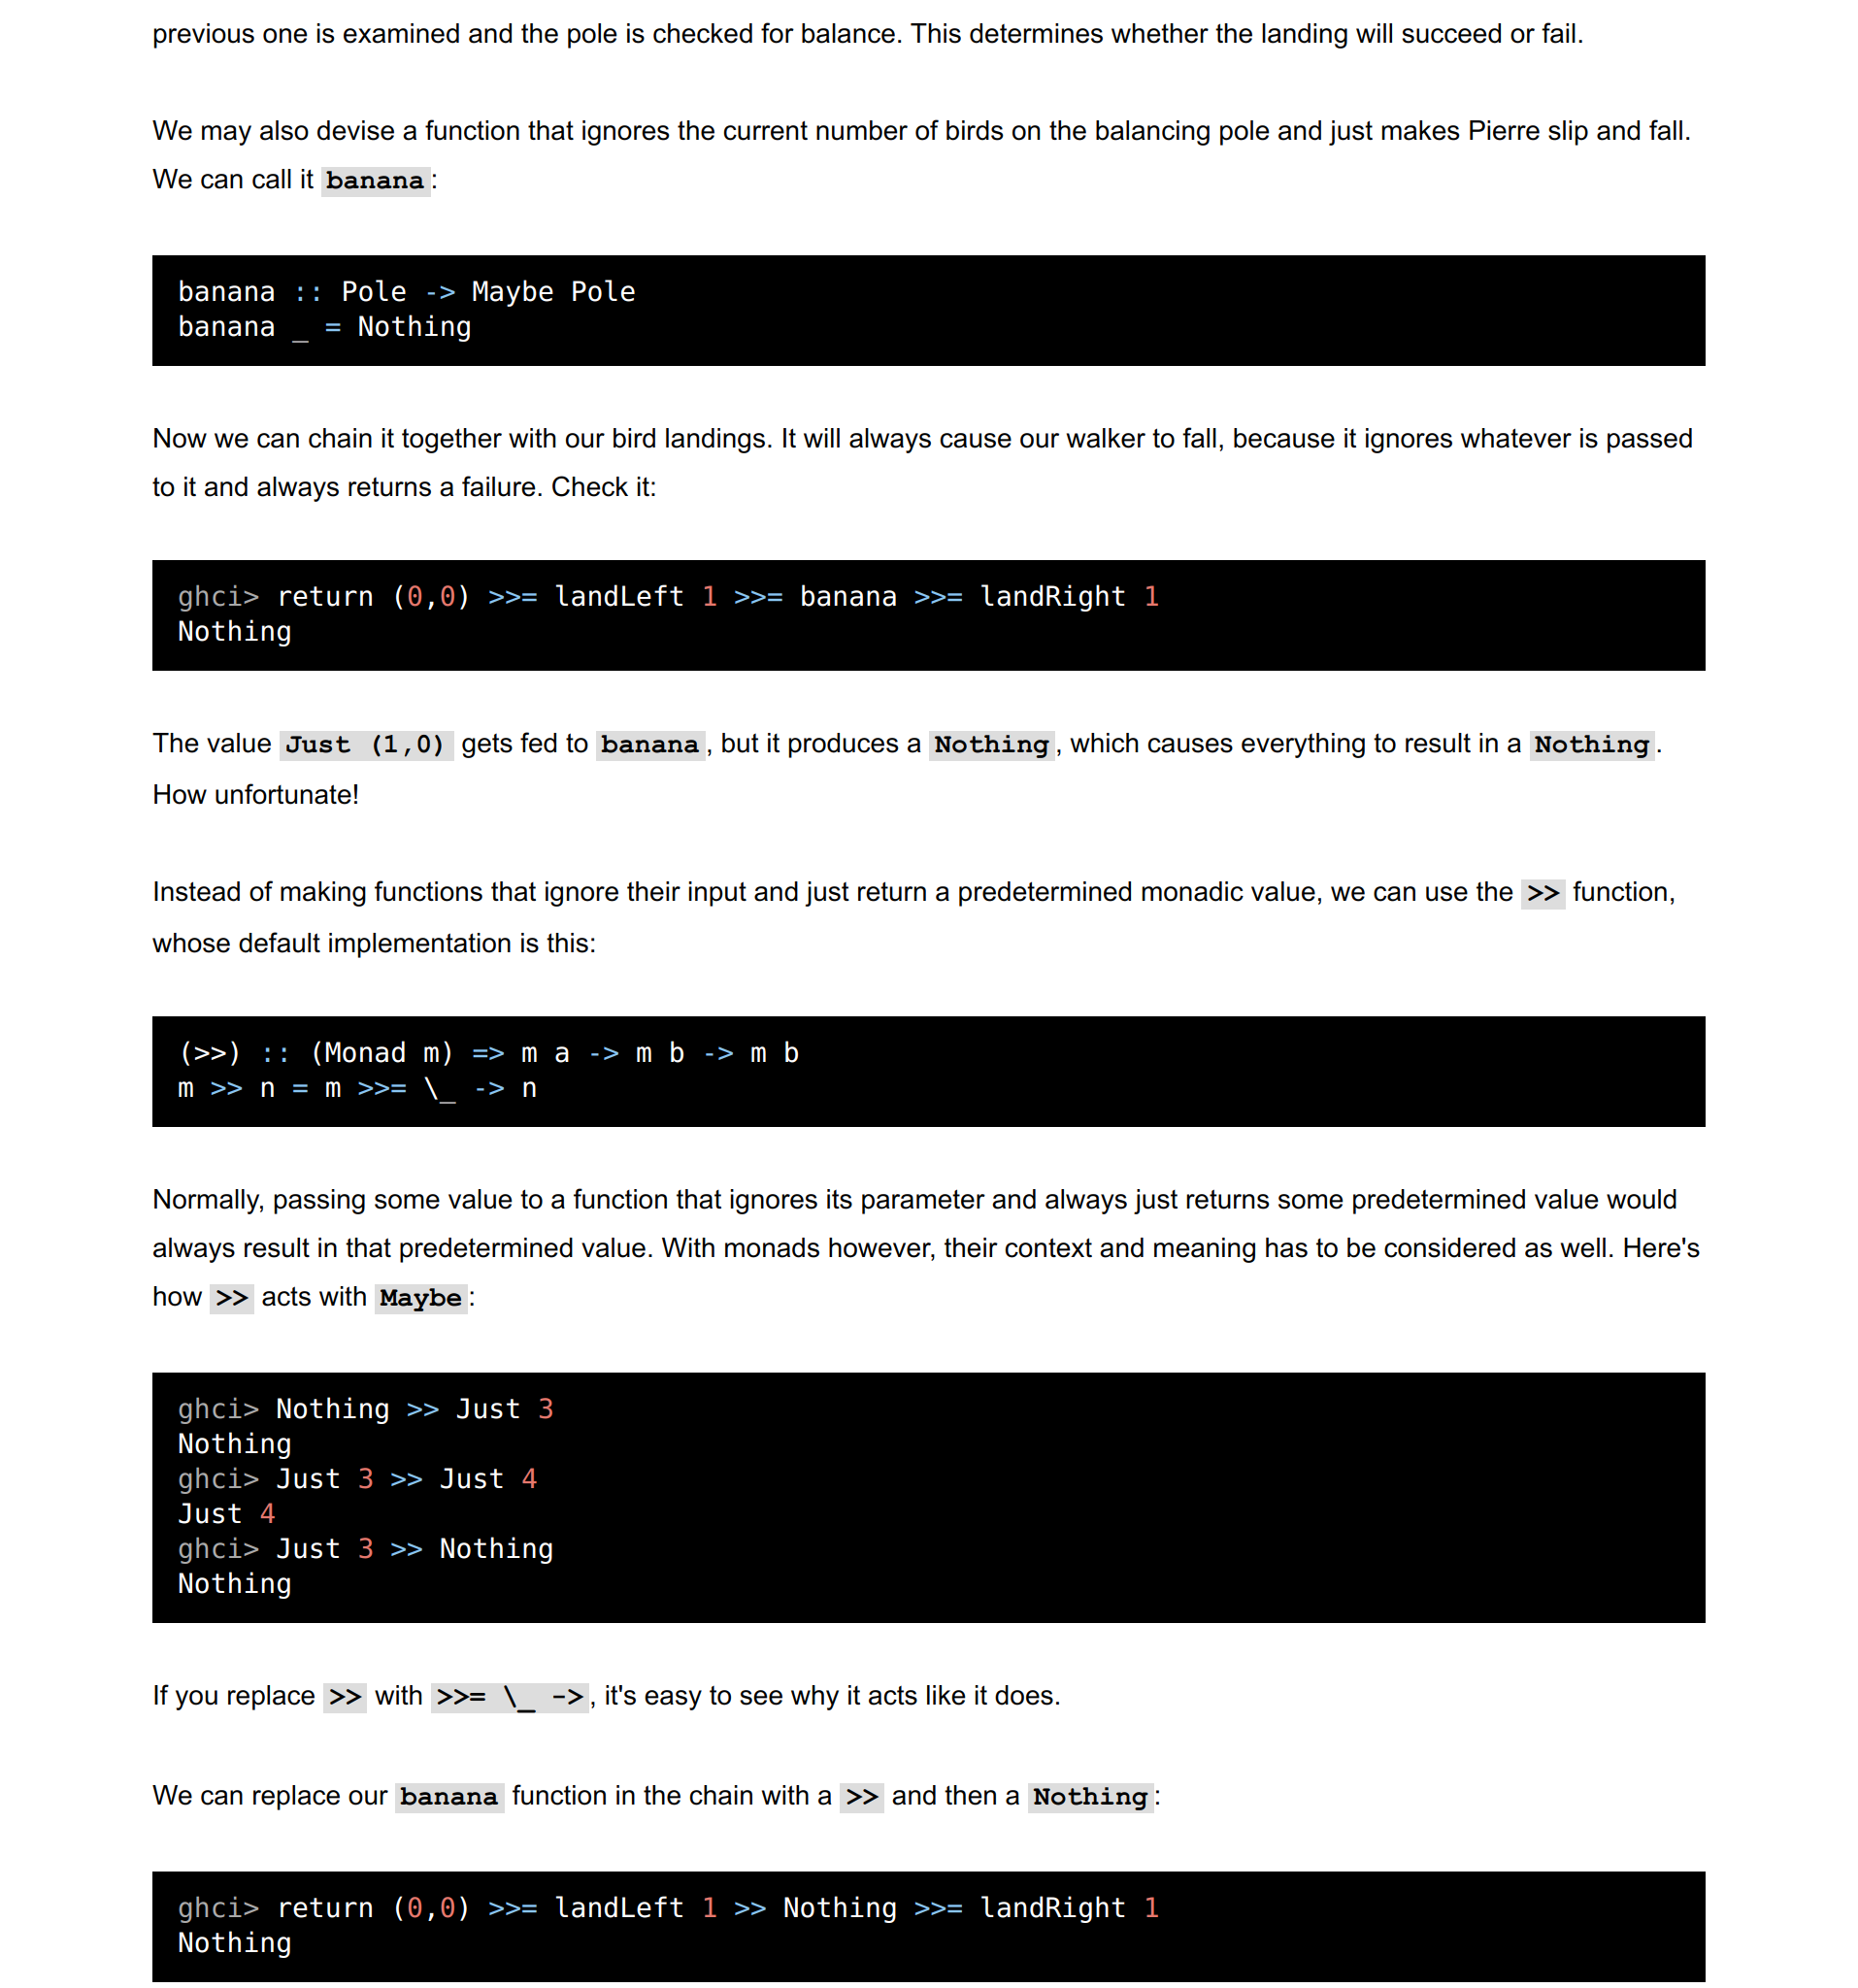 previous one is examined and the pole is checked for balance. This determines whether the landing will succeed or fail.
We may also devise a function that ignores the current number of birds on the balancing pole and just makes Pierre slip and fall.
We can call it banana:
banana :: Pole -> Maybe Pole
banana _ = Nothing
Now we can chain it together with our bird landings. It will always cause our walker to fall, because it ignores whatever is passed
to it and always returns a failure. Check it:
ghci> return (0,0) >>= landLeft 1 >>= banana >>= landRight 1
Nothing
The value Just (1,0) gets fed to banana, but it produces a Nothing, which causes everything to result in a Nothing.
How unfortunate!
Instead of making functions that ignore their input and just return a predetermined monadic value, we can use the >> function,
whose default implementation is this:
(>>) :: (Monad m) => m a -> m b -> m b
m >> n = m >>= \_ -> n
Normally, passing some value to a function that ignores its parameter and always just returns some predetermined value would
always result in that predetermined value. With monads however, their context and meaning has to be considered as well. Here's
how >> acts with Maybe:
ghci> Nothing >> Just 3
Nothing
ghci> Just 3 >> Just 4
Just 4
ghci> Just 3 >> Nothing
Nothing
If you replace >> with >>= \_ ->, it's easy to see why it acts like it does.
We can replace our banana function in the chain with a >> and then a Nothing:
ghci> return (0,0) >>= landLeft 1 >> Nothing >>= landRight 1
Nothing